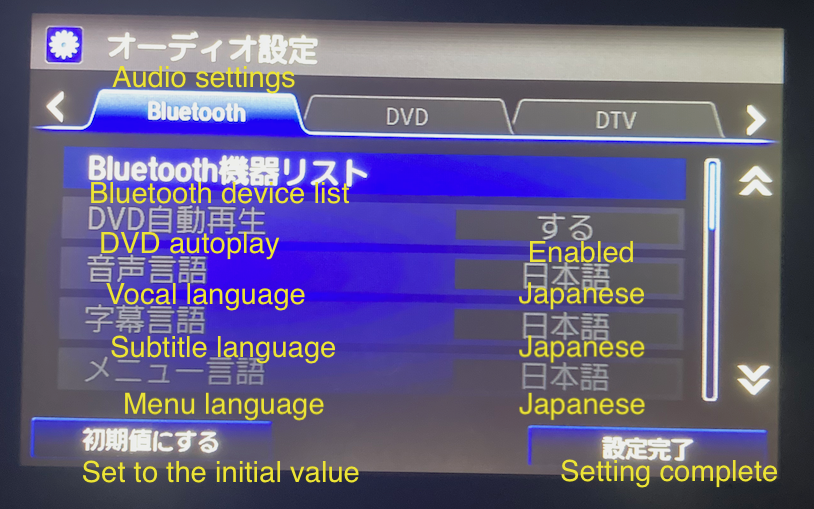 オーディオ設定
Audio settings
Bluetooth DVD DTV
Bluetooth機器リスト
Bluetooth device list
DVD自動再生 する
DVD autoplay Enabled
音声言語 日本語
Vocal language Japanese
字幕言語 日本語
Subtitle language Japanese
メニュー言語 日本語
Menu language Japanese
初期値にする 設定完了
Set to the initial value Setting complete